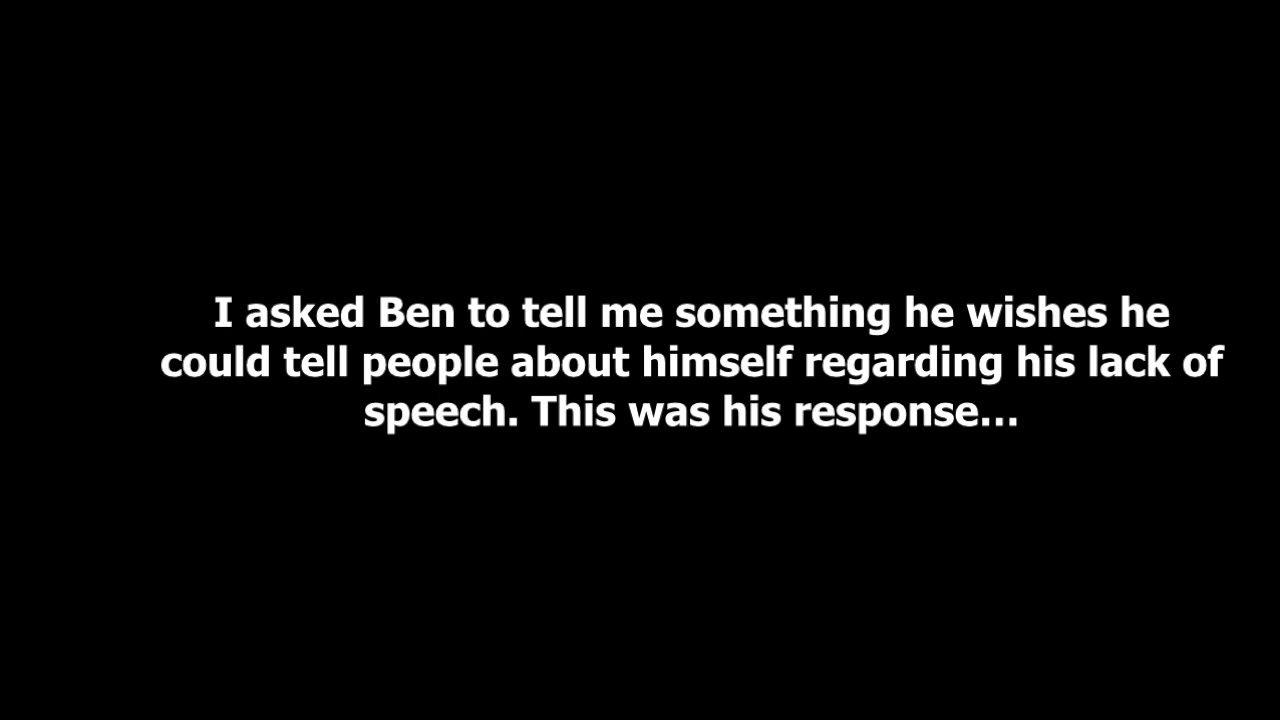 I asked Ben to tell me something he wishes he
could tell people about himself regarding his lack of
speech. This was his response...